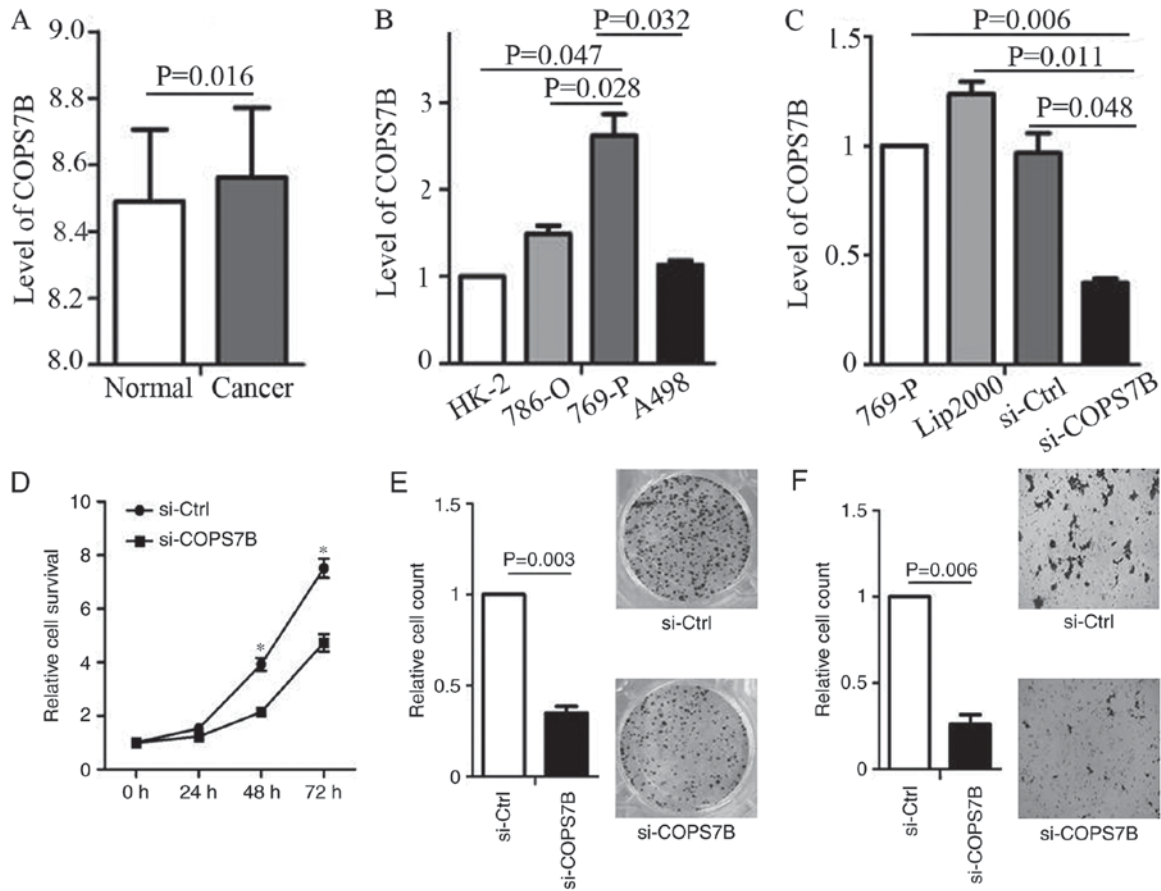 A
Level of COPS7B
9.0
8.8
8.6
8.4
8.2
8.0
P=0.016
Normal Cancer
B
Level of COPS7B
3
2
1
0
P=0.032
P=0.047
P=0.028
HK-2 786-O 769-P A498
C
Level of COPS7B
1.5
1
0.5
0
P=0.006
P=0.011
P=0.048
769-P Lip2000 si-Ctrl si-COPS7B
D
Relative cell survival
10
8
6
4
2
0
si-Ctrl
si-COPS7B
*
*
0 h 24 h 48 h 72 h
E
Relative cell count
1.5
1
0.5
0
P=0.003
si-Ctrl si-COPS7B
si-Ctrl
si-COPS7B
F
Relative cell count
1.5
1
0.5
0
P=0.006
si-Ctrl si-COPS7B
si-Ctrl
si-COPS7B